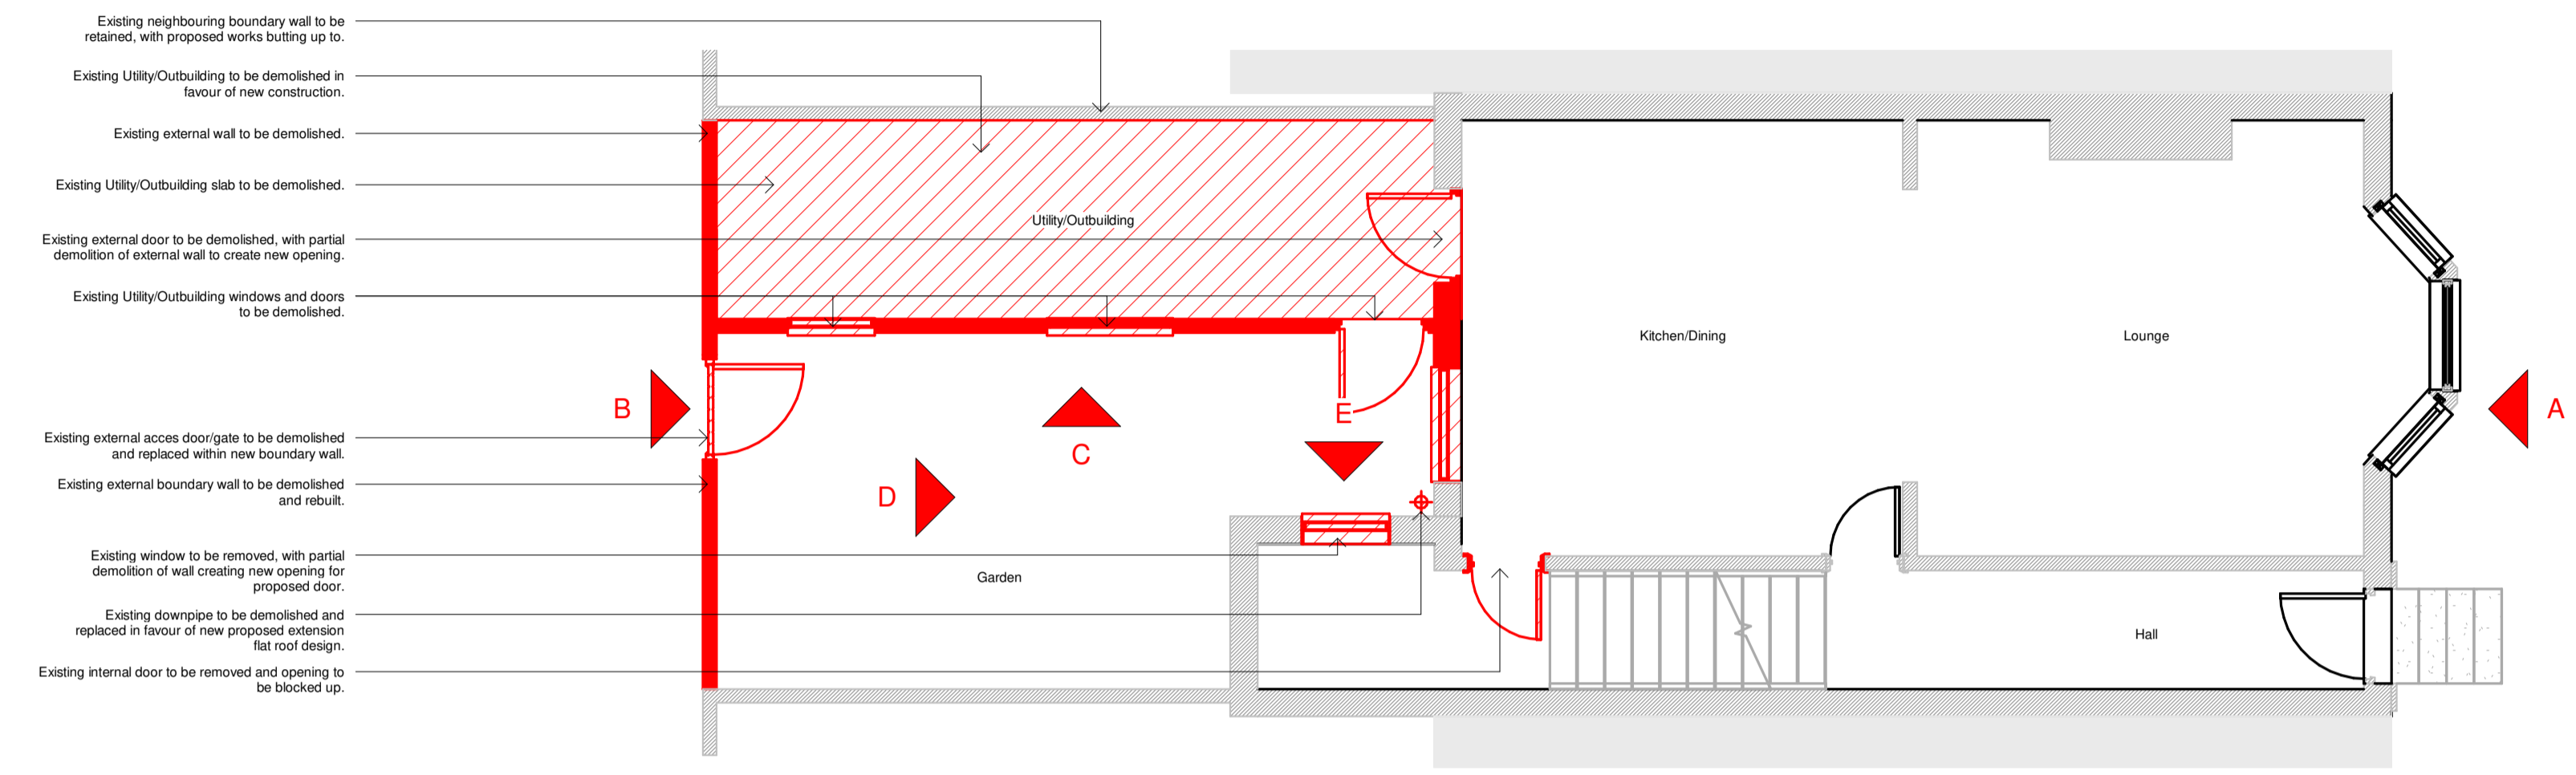 Existing neighbouring boundary wall to be
retained, with proposed works butting up to.
Existing Utility/Outbuilding to be demolished in
favour of new construction.
Existing external wall to be demolished.
Existing Utility/Outbuilding slab to be demolished.
Existing external door to be demolished, with partial
demolition of external wall to create new opening.
Existing Utility/Outbuilding windows and doors
to be demolished.
Existing external acces door/gate to be demolished
and replaced within new boundary wall.
Existing external boundary wall to be demolished
and rebuilt.
Existing window to be removed, with partial
demolition of wall creating new opening for
proposed door.
Existing downpipe to be demolished and
replaced in favour of new proposed extension
flat roof design.
Existing internal door to be removed and opening to
be blocked up.
Utility/Outbuilding
Kitchen/Dining
Lounge
B
C
D
E
A
Garden
Hall